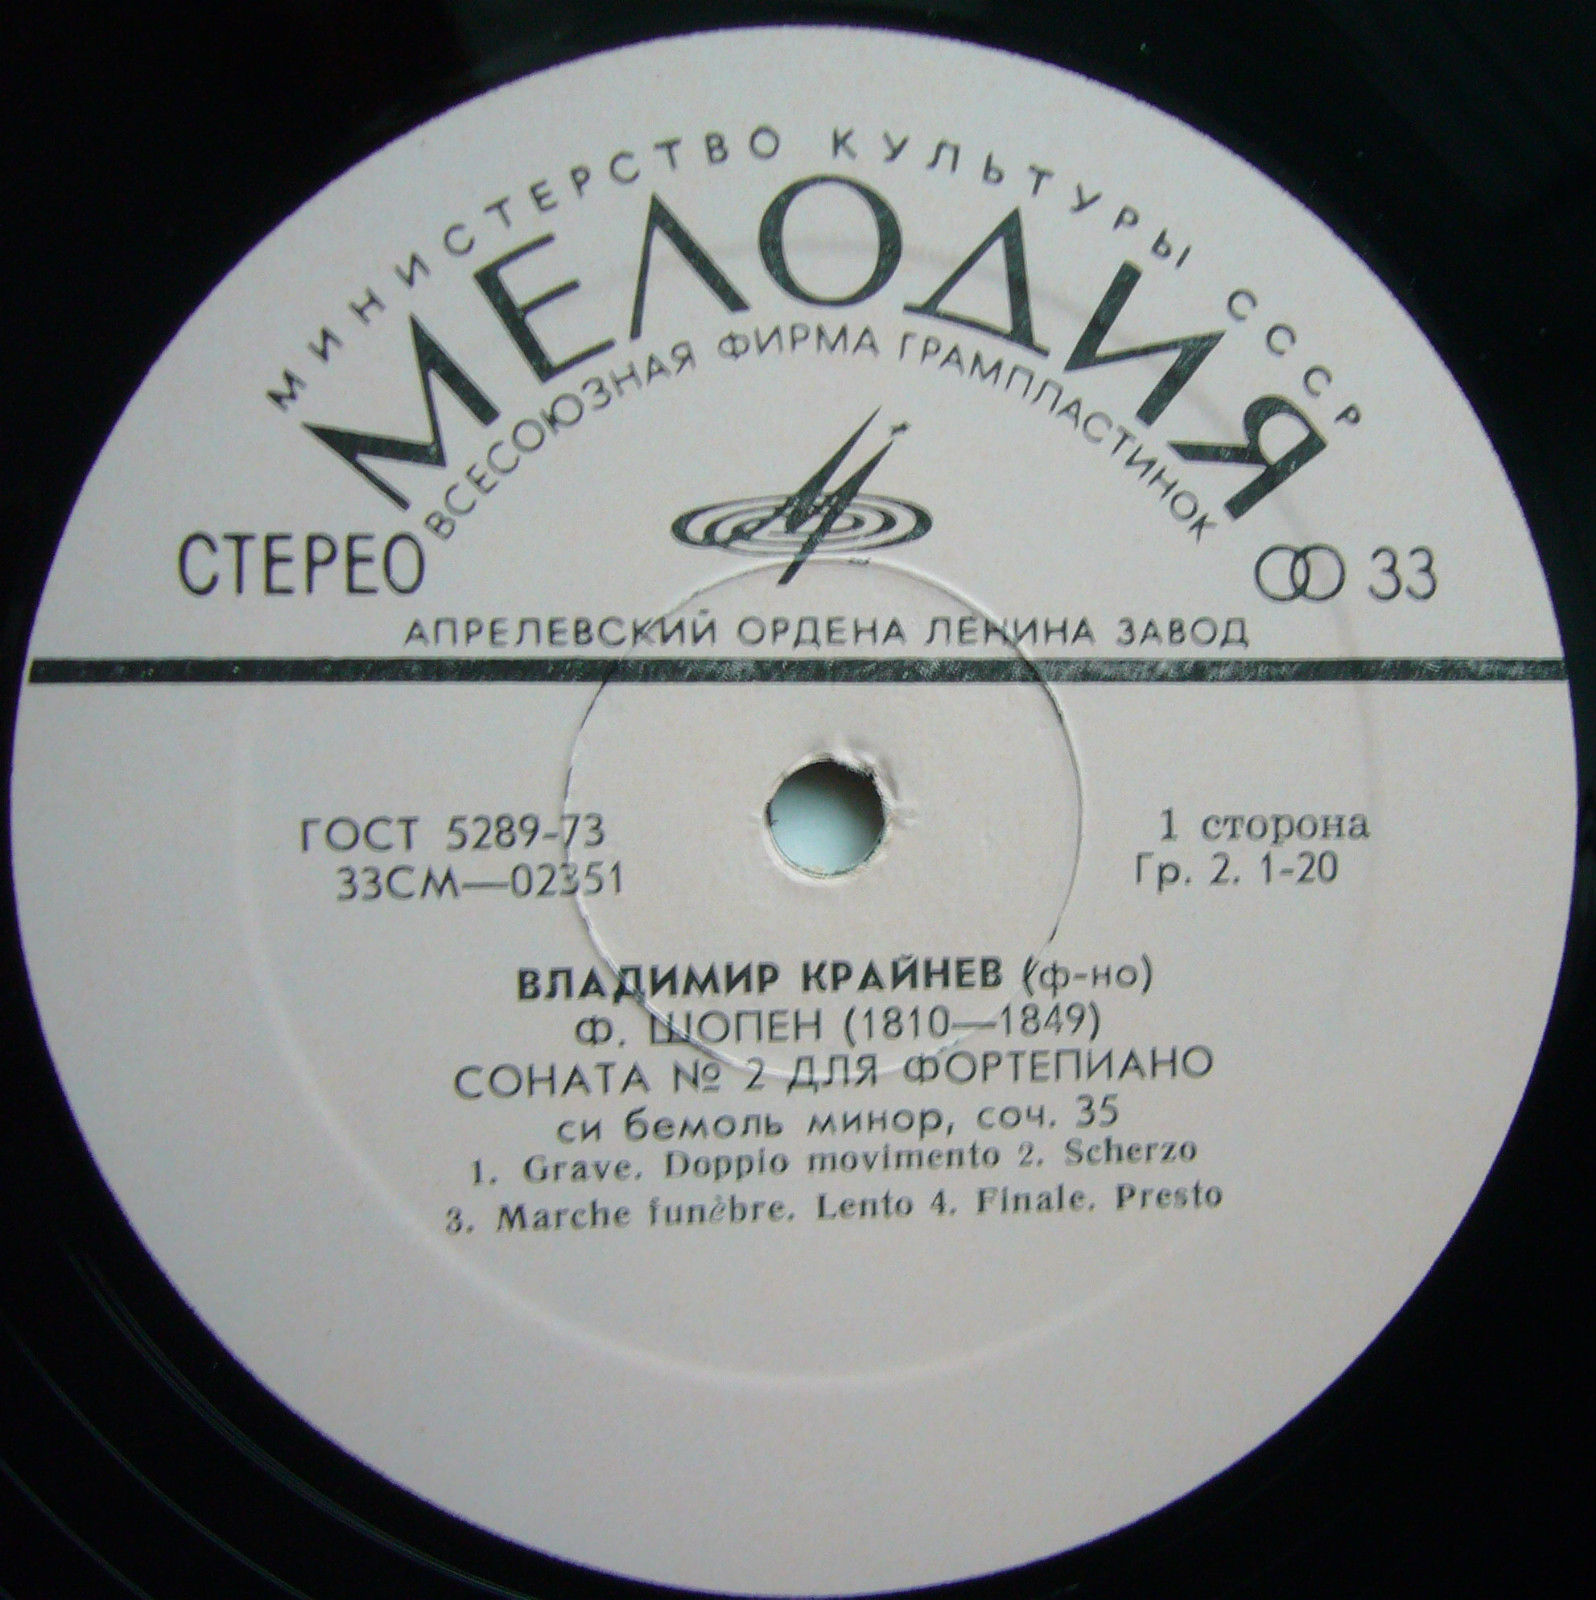 МИНИСТЕРСТВО КУЛЬТУРЫ СССР
МЕЛОДИЯ
ВСЕСОЮЗНАЯ ФИРМА ГРАМПЛАСТИНОК
СТЕРЕО
33
АПРЕЛЕВСКИЙ ОРДЕНА ЛЕНИНА ЗАВОД
ГОСТ 5289-73
33СМ—02351
1 сторона
Гр. 2. 1-20
ВЛАДИМИР КРАЙНЕВ (ф-но)
Ф. ШОПЕН (1810—1849)
СОНАТА № 2 ДЛЯ ФОРТЕПИАНО
си бемоль минор, соч. 35
1. Grave. Doppio movimento 2. Scherzo
3. Marche funèbre. Lento 4. Finale. Presto